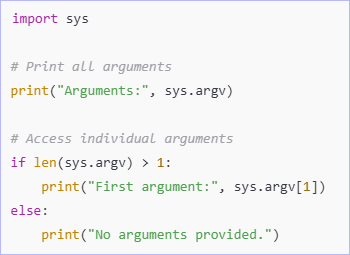 import sys

# Print all arguments
print("Arguments:", sys.argv)

# Access individual arguments
if len(sys.argv) > 1:
    print("First argument:", sys.argv[1])
else:
    print("No arguments provided.")